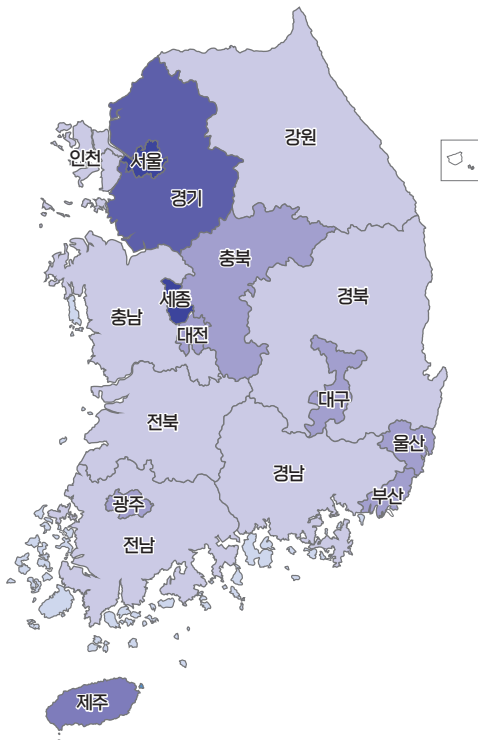 강원
인천
서울
경기
충북
세종
경북
충남
대전
대구
전북
울산
경남
부산
광주
전남
제주